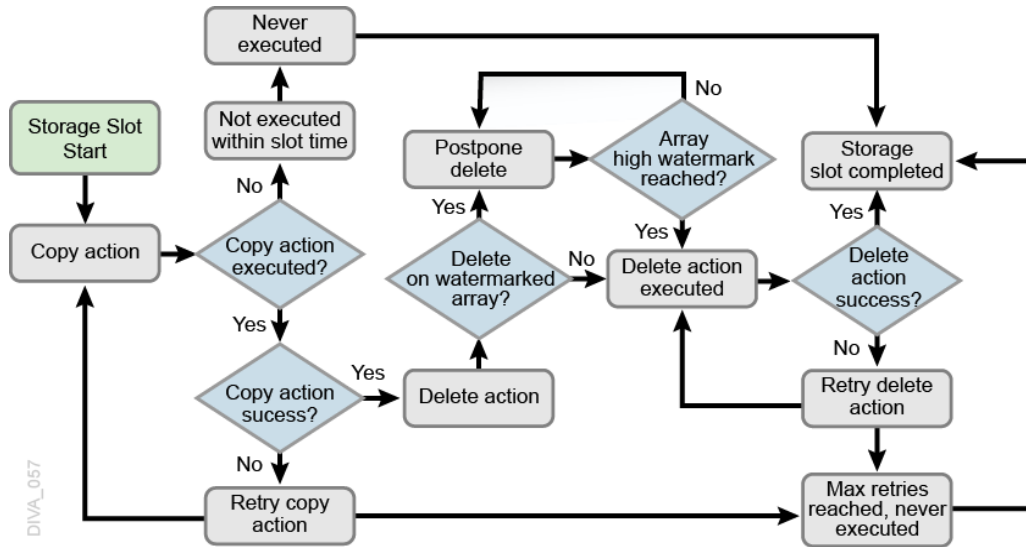 Never
executed
Storage Slot
Start
Not executed
within slot time
No
Copy action
Copy action
executed?
Yes
Copy action
sucess?
No
Retry copy
action
Yes
Delete action
Delete
on watermarked
array?
Yes
No
Postpone
delete
Array
high watermark
reached?
No
Yes
Delete action
executed
Delete
action
success?
Yes
Storage
slot completed
No
Retry delete
action
Max retries
reached, never
executed
DIVA_057